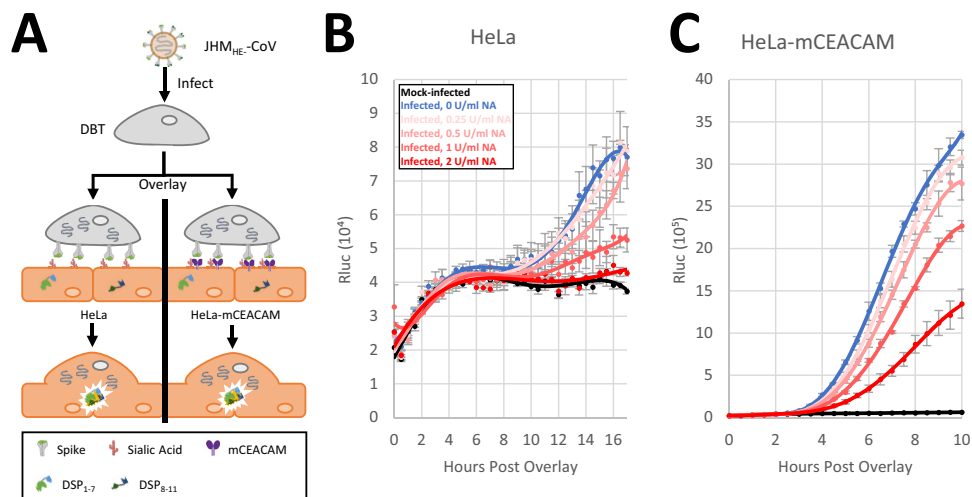 A
JHMHE--CoV
Infect
DBT
Overlay
HeLa
HeLa-mCEACAM
Spike
Sialic Acid
mCEACAM
DSP1-7
DSP8-11
B
HeLa
Rluc (10⁴)
10
9
8
7
6
5
4
3
2
1
0
Mock-infected
Infected, 0 U/ml NA
Infected, 0.25 U/ml NA
Infected, 0.5 U/ml NA
Infected, 1 U/ml NA
Infected, 2 U/ml NA
0 2 4 6 8 10 12 14 16
Hours Post Overlay
C
HeLa-mCEACAM
Rluc (10⁵)
40
35
30
25
20
15
10
5
0
0 2 4 6 8 10
Hours Post Overlay